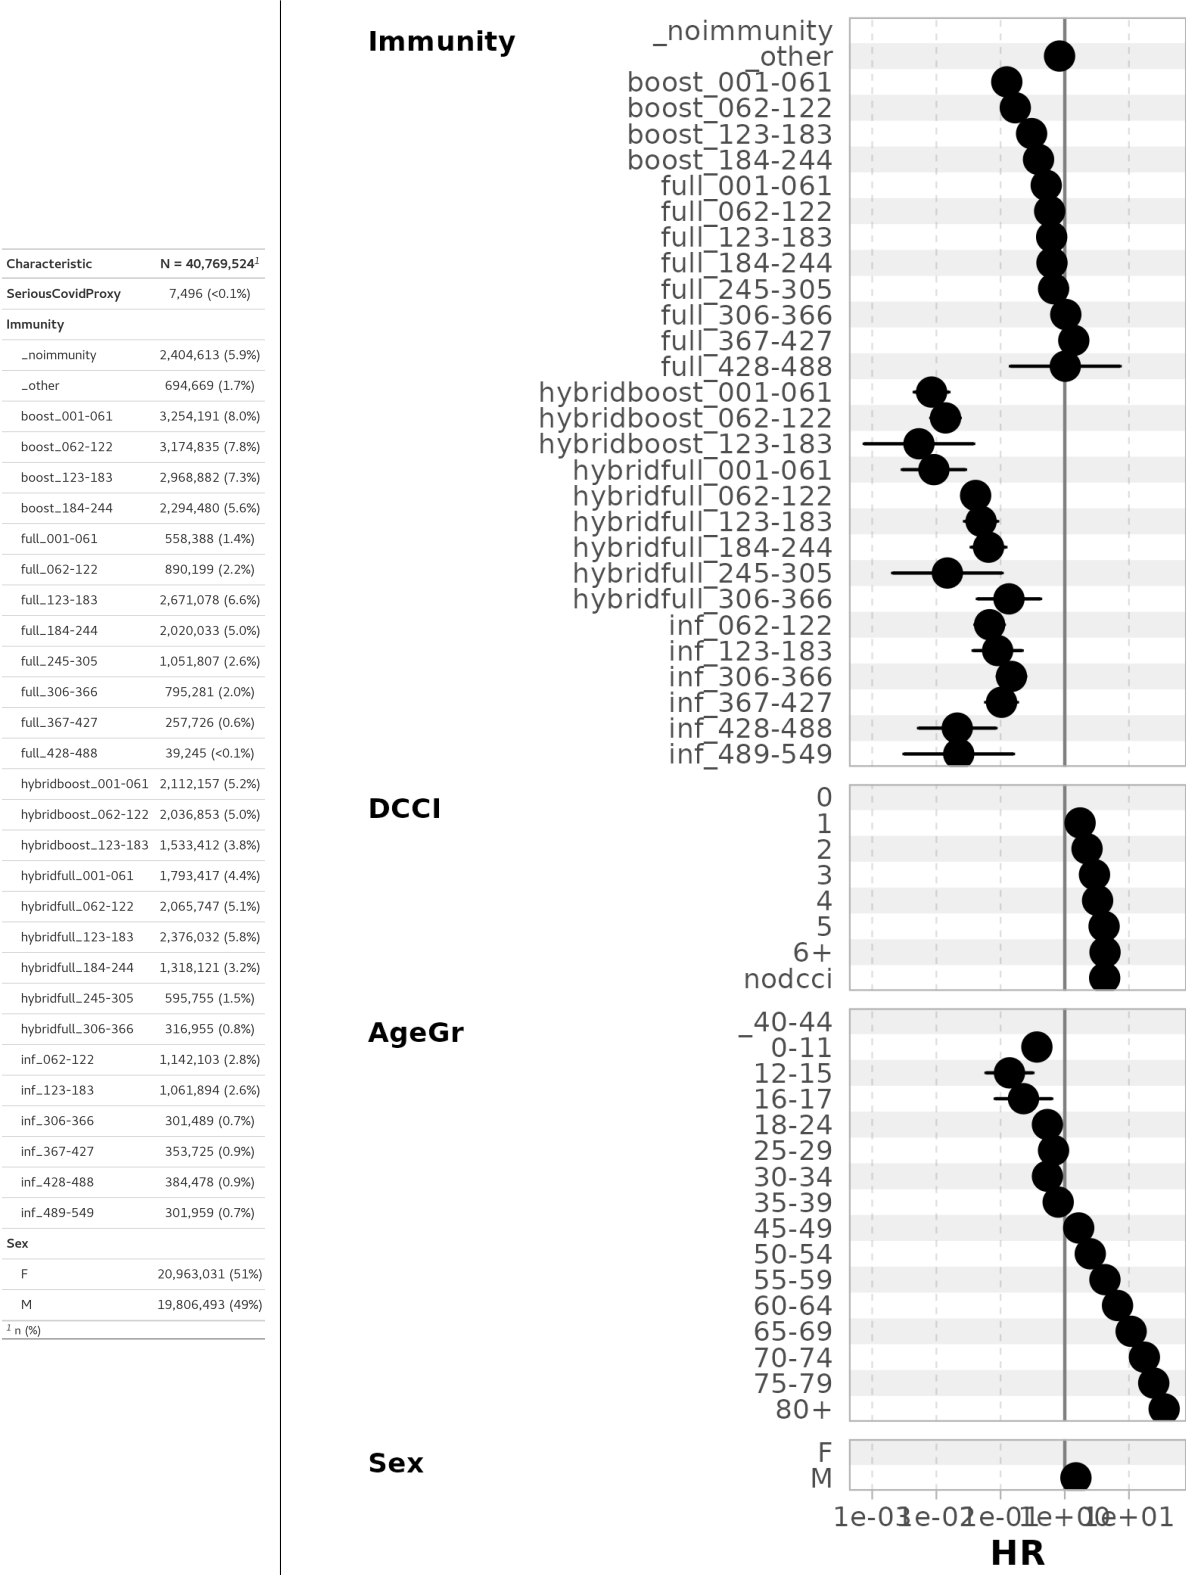 Characteristic N = 40,769,524¹
SeriousCovidProxy 7,496 (<0.1%)
Immunity
_noimmunity 2,404,613 (5.9%)
_other 694,669 (1.7%)
boost_001-061 3,254,191 (8.0%)
boost_062-122 3,174,835 (7.8%)
boost_123-183 2,968,882 (7.3%)
boost_184-244 2,294,480 (5.6%)
full_001-061 558,388 (1.4%)
full_062-122 890,199 (2.2%)
full_123-183 2,671,078 (6.6%)
full_184-244 2,020,033 (5.0%)
full_245-305 1,051,807 (2.6%)
full_306-366 795,281 (2.0%)
full_367-427 257,726 (0.6%)
full_428-488 39,245 (<0.1%)
hybridboost_001-061 2,112,157 (5.2%)
hybridboost_062-122 2,036,853 (5.0%)
hybridboost_123-183 1,533,412 (3.8%)
hybridfull_001-061 1,793,417 (4.4%)
hybridfull_062-122 2,065,747 (5.1%)
hybridfull_123-183 2,376,032 (5.8%)
hybridfull_184-244 1,318,121 (3.2%)
hybridfull_245-305 595,755 (1.5%)
hybridfull_306-366 316,955 (0.8%)
inf_062-122 1,142,103 (2.8%)
inf_123-183 1,061,894 (2.6%)
inf_306-366 301,489 (0.7%)
inf_367-427 353,725 (0.9%)
inf_428-488 384,478 (0.9%)
inf_489-549 301,959 (0.7%)
Sex
F 20,963,031 (51%)
M 19,806,493 (49%)
¹ n (%)
Immunity
_noimmunity
_other
boost_001-061
boost_062-122
boost_123-183
boost_184-244
full_001-061
full_062-122
full_123-183
full_184-244
full_245-305
full_306-366
full_367-427
full_428-488
hybridboost_001-061
hybridboost_062-122
hybridboost_123-183
hybridfull_001-061
hybridfull_062-122
hybridfull_123-183
hybridfull_184-244
hybridfull_245-305
hybridfull_306-366
inf_062-122
inf_123-183
inf_306-366
inf_367-427
inf_428-488
inf_489-549
DCCI
0
1
2
3
4
5
6+
nodcci
AgeGr
_40-44
0-11
12-15
16-17
18-24
25-29
30-34
35-39
45-49
50-54
55-59
60-64
65-69
70-74
75-79
80+
Sex
F
M
1e-03 1e-02 1e-01 1e+00 1e+01
HR